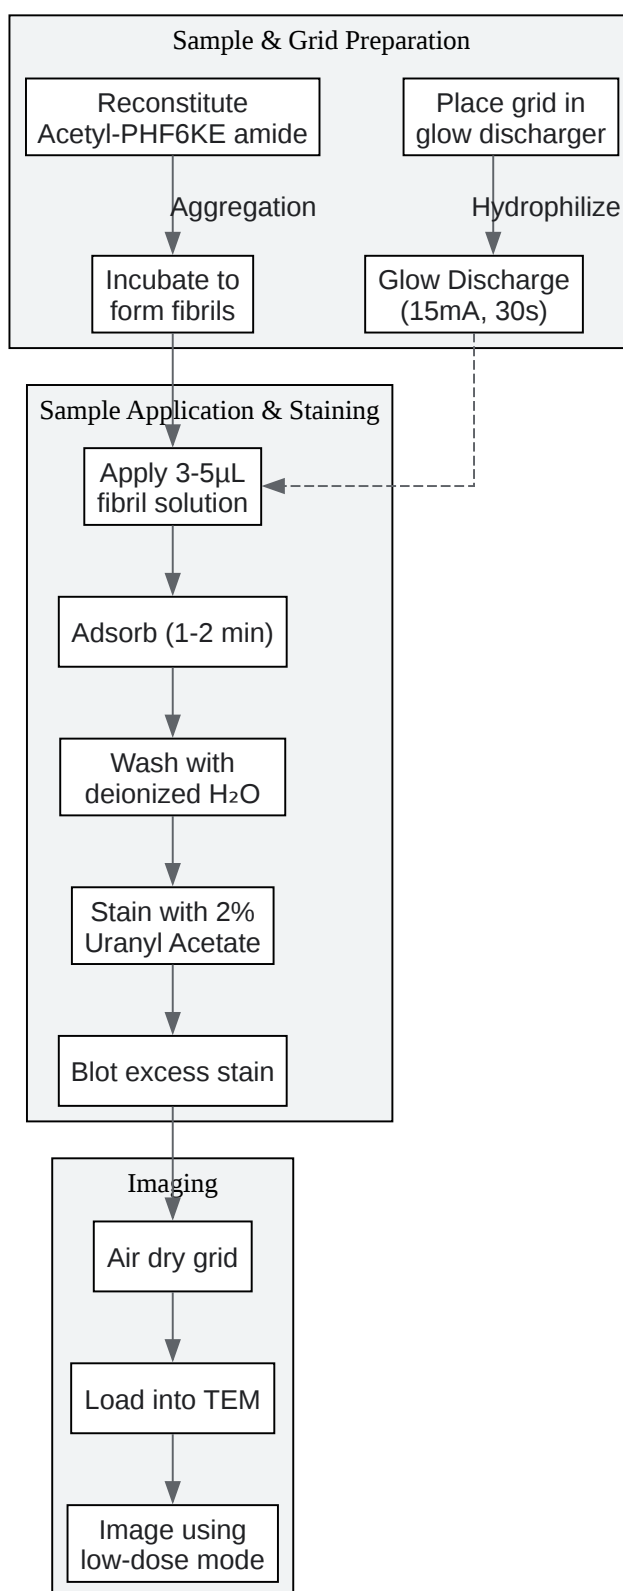 Sample & Grid Preparation
Reconstitute
Acetyl-PHF6KE amide
Place grid in
glow discharger
Aggregation
Hydrophilize
Incubate to
form fibrils
Glow Discharge
(15mA, 30s)
Sample Application & Staining
Apply 3-5µL
fibril solution
Adsorb (1-2 min)
Wash with
deionized H₂O
Stain with 2%
Uranyl Acetate
Blot excess stain
Imaging
Air dry grid
Load into TEM
Image using
low-dose mode